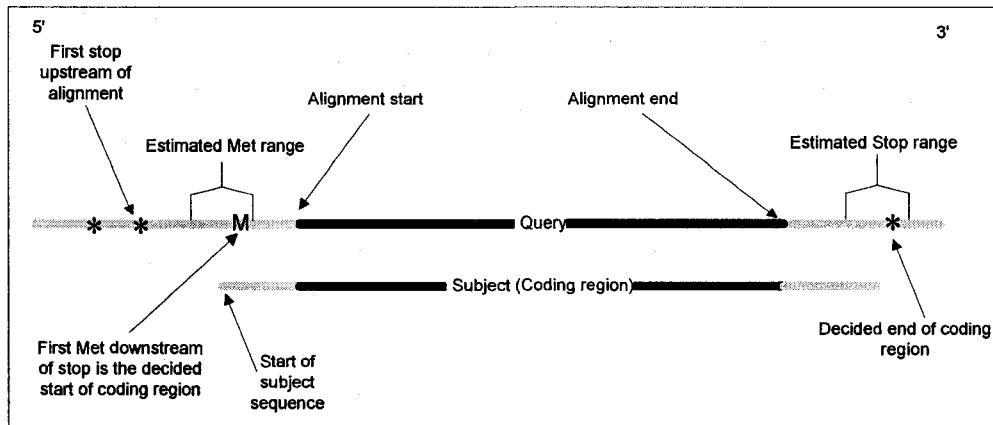 5'
3'
First stop
upstream of
alignment
Alignment start
Alignment end
Estimated Met range
Estimated Stop range
* * M Query *
Subject (Coding region)
First Met downstream
of stop is the decided
start of coding region
Start of
subject
sequence
Decided end of coding
region